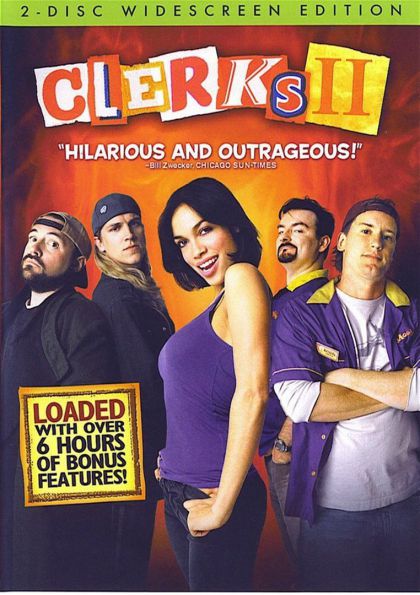 2-DISC WIDESCREEN EDITION
CLERKS II
"HILARIOUS AND OUTRAGEOUS!"
–Bill Zwecker, CHICAGO SUN-TIMES
LOADED
WITH OVER
6 HOURS
OF BONUS
FEATURES!